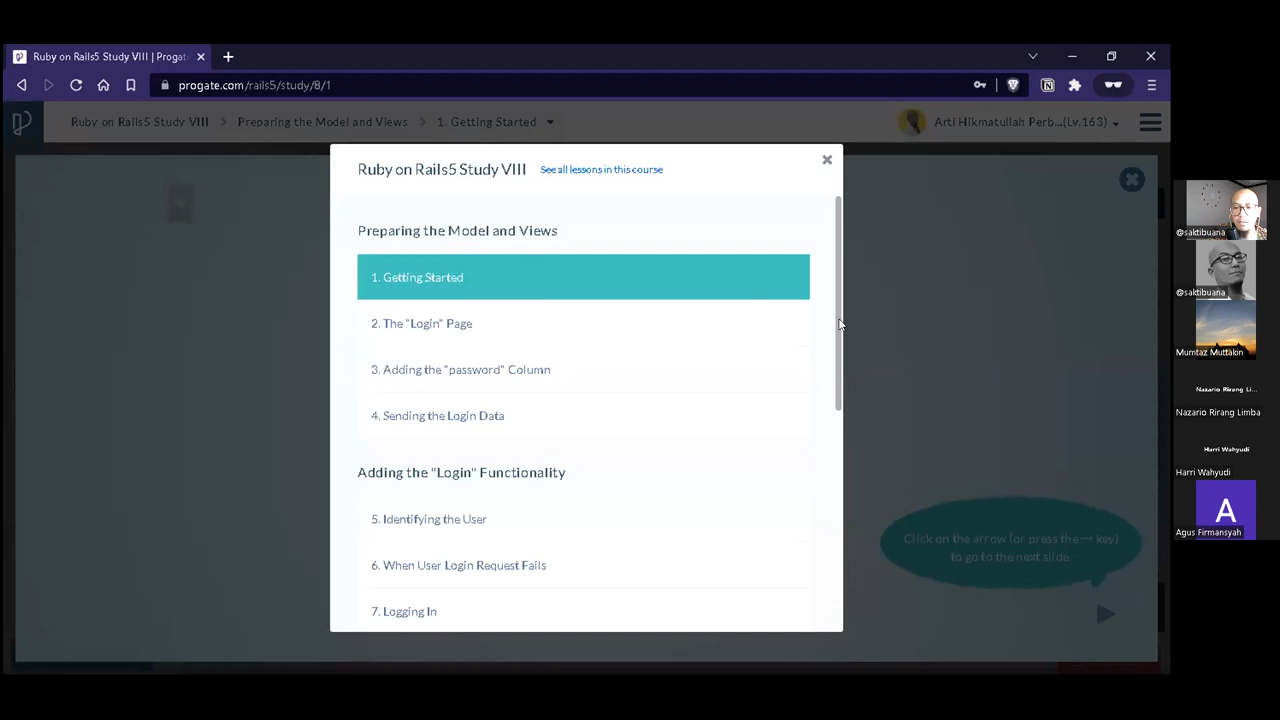 Ruby on Rails5 Study VIII | Progat
progate.com/rails5/study/8/1
Ruby on Rails5 Study VIII
Preparing the Model and Views
1. Getting Started
Arti Hikmatullah Perb...(Lv.163)
Ruby on Rails5 Study VIII
See all lessons in this course
Preparing the Model and Views
1. Getting Started
2. The "Login" Page
3. Adding the "password" Column
4. Sending the Login Data
Adding the "Login" Functionality
5. Identifying the User
6. When User Login Request Fails
7. Logging In
Click on the arrow (or press the → key)
to go to the next slide.
@saktibuana
@saktibuana
Mumtaz Muttakin
Nazario Rirang Li...
Nazario Rirang Limba
Harri Wahyudi
Harri Wahyudi
A
Agus Firmansyah